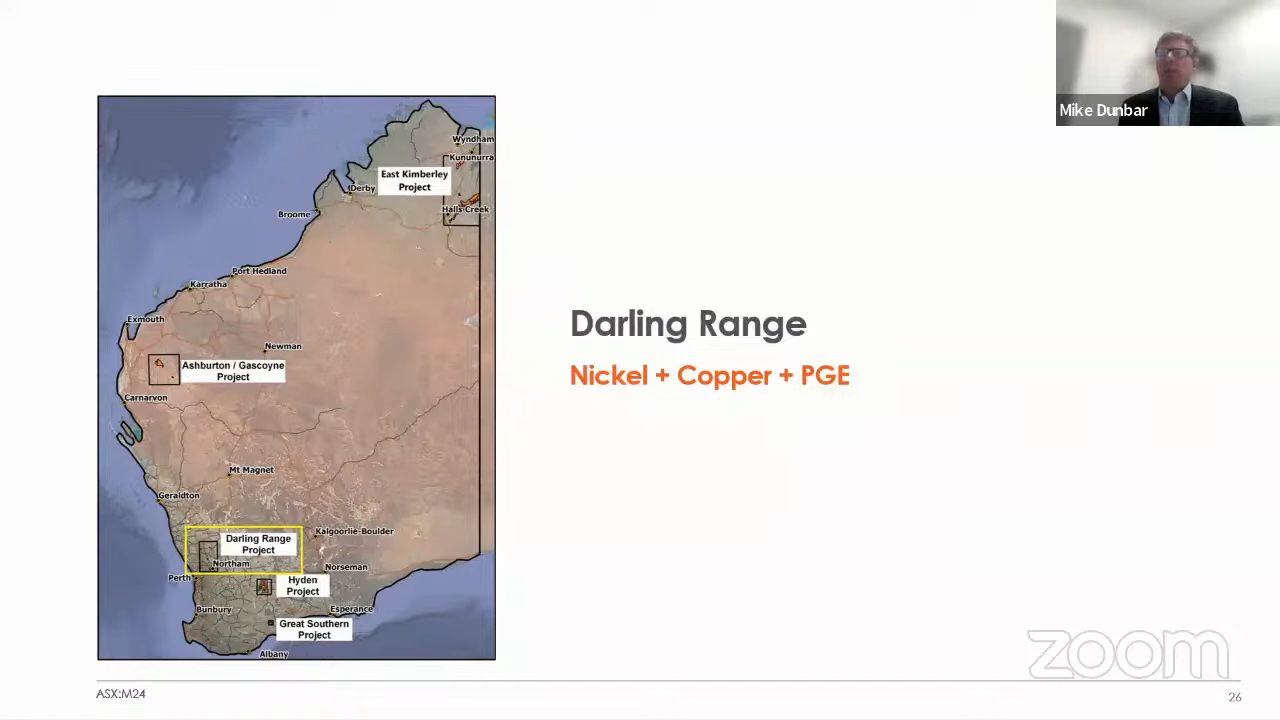 Mike Dunbar
Wyndham
Kununurra
East Kimberley
Project
Derby
Halls Creek
Broome
Port Hedland
Karratha
Exmouth
Newman
Ashburton / Gascoyne
Project
Carnarvon
Mt Magnet
Geraldton
Kalgoorlie-Boulder
Darling Range
Project
Northam
Norseman
Perth
Hyden
Project
Bunbury
Esperance
Great Southern
Project
Albany
Darling Range
Nickel + Copper + PGE
zoom
ASX:M24
26